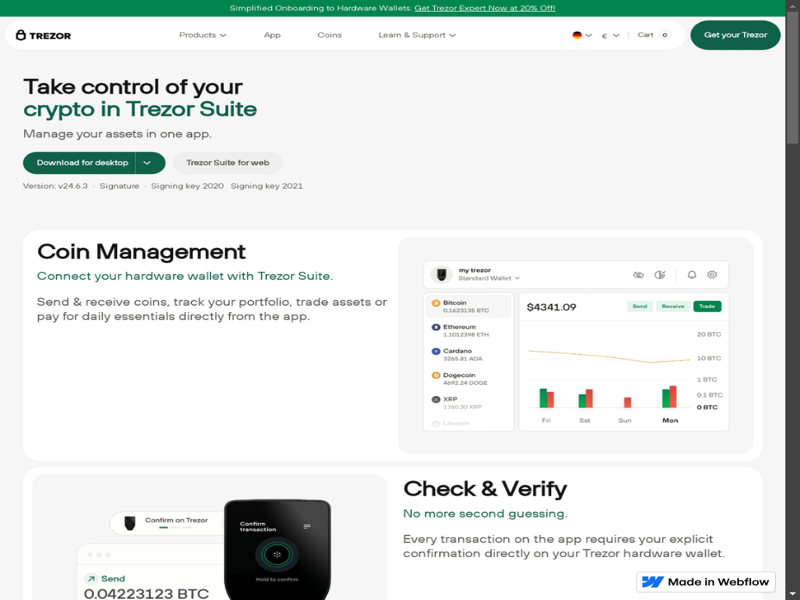 Simplified Onboarding to Hardware Wallets. Get Trezor Expert Now at 20% Off!
TREZOR
Products
App
Coins
Learn & Support
€
Cart 0
Get your Trezor
Take control of your
crypto in Trezor Suite
Manage your assets in one app.
Download for desktop
Trezor Suite for web
Version: v24.6.3 · Signature · Signing key 2020 Signing key 2021
Coin Management
Connect your hardware wallet with Trezor Suite.
Send & receive coins, track your portfolio, trade assets or
pay for daily essentials directly from the app.
my trezor
Standard Wallet
Bitcoin
0.1623135 BTC
Ethereum
1.1012398 ETH
Cardano
3265.81 ADA
Dogecoin
4692.24 DOGE
XRP
1760.30 XRP
Litecoin
$4341.09
Send
Receive
Trade
20 BTC
10 BTC
1 BTC
0.1 BTC
0 BTC
Fri
Sat
Sun
Mon
Confirm on Trezor
Send
0.04223123 BTC
Confirm
transaction
Hold to confirm
Check & Verify
No more second guessing.
Every transaction on the app requires your explicit
confirmation directly on your Trezor hardware wallet.
Made in Webflow